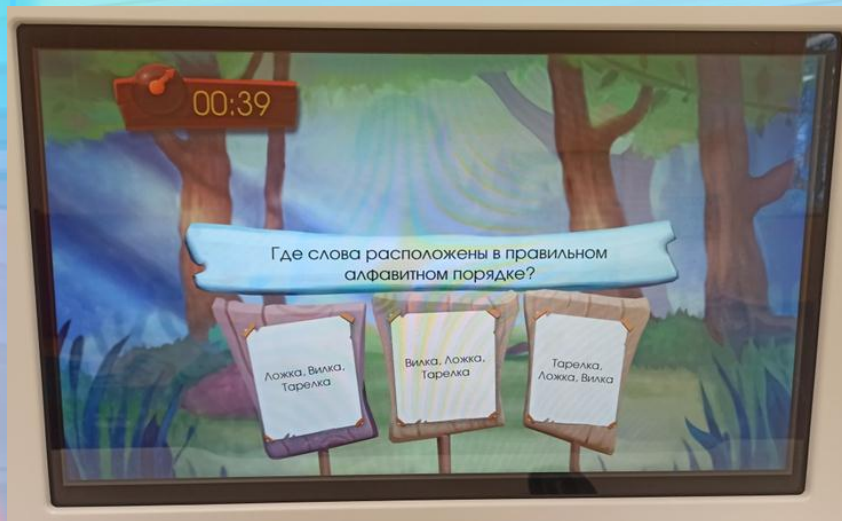 00:39
Где слова расположены в правильном
алфавитном порядке?
Ложка, Вилка,
Тарелка
Вилка, Ложка,
Тарелка
Тарелка,
Ложка, Вилка